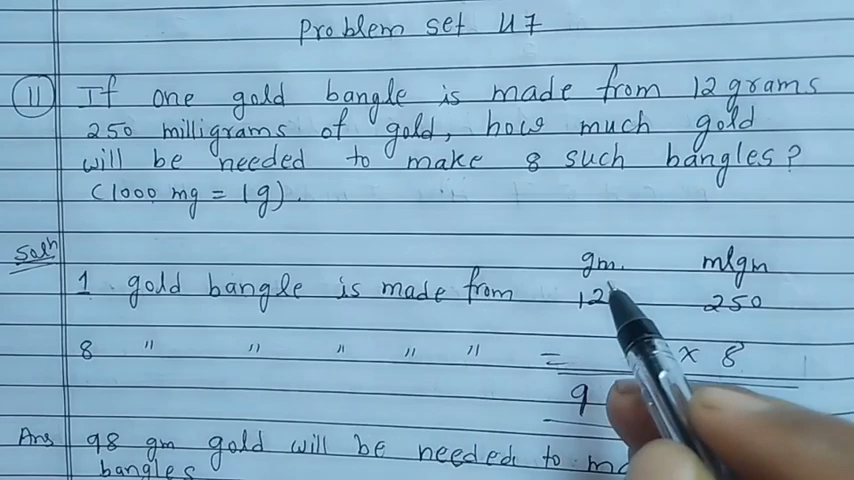 Problem set 47
11 If one gold bangle is made from 12 grams
250 milligrams of gold, how much gold
will be needed to make 8 such bangles?
(1000 mg = 1g).
Soln
gm. mlgm
1 gold bangle is made from 12 250
8 " " " " " = × 8
9
Ans 98 gm gold will be needed to
bangles